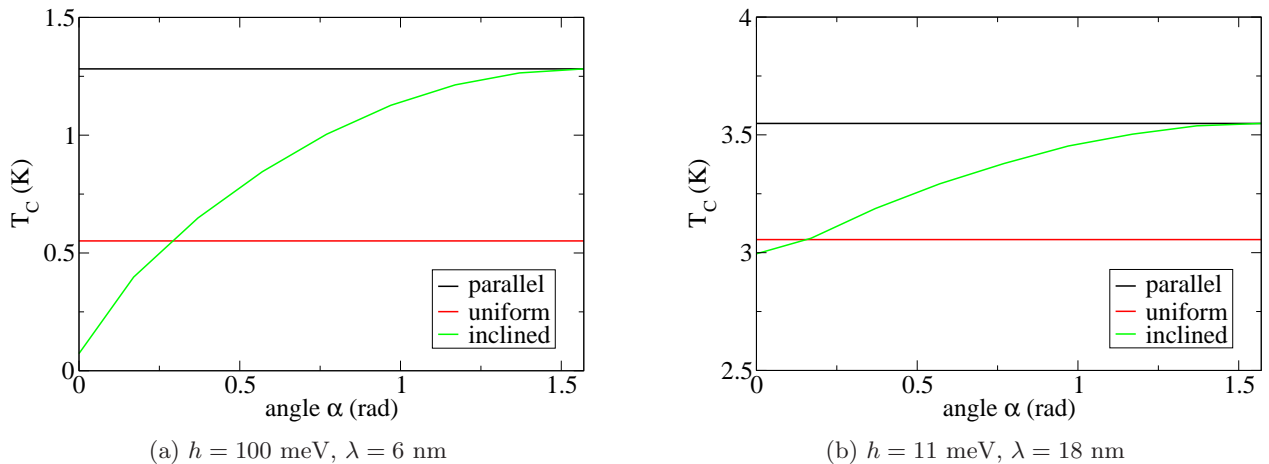 1.5
1
0.5
0
T_C (K)
parallel
uniform
inclined
0
0.5
1
1.5
angle α (rad)
(a) h = 100 meV, λ = 6 nm
4
3.5
3
2.5
T_C (K)
parallel
uniform
inclined
0
0.5
1
1.5
angle α (rad)
(b) h = 11 meV, λ = 18 nm